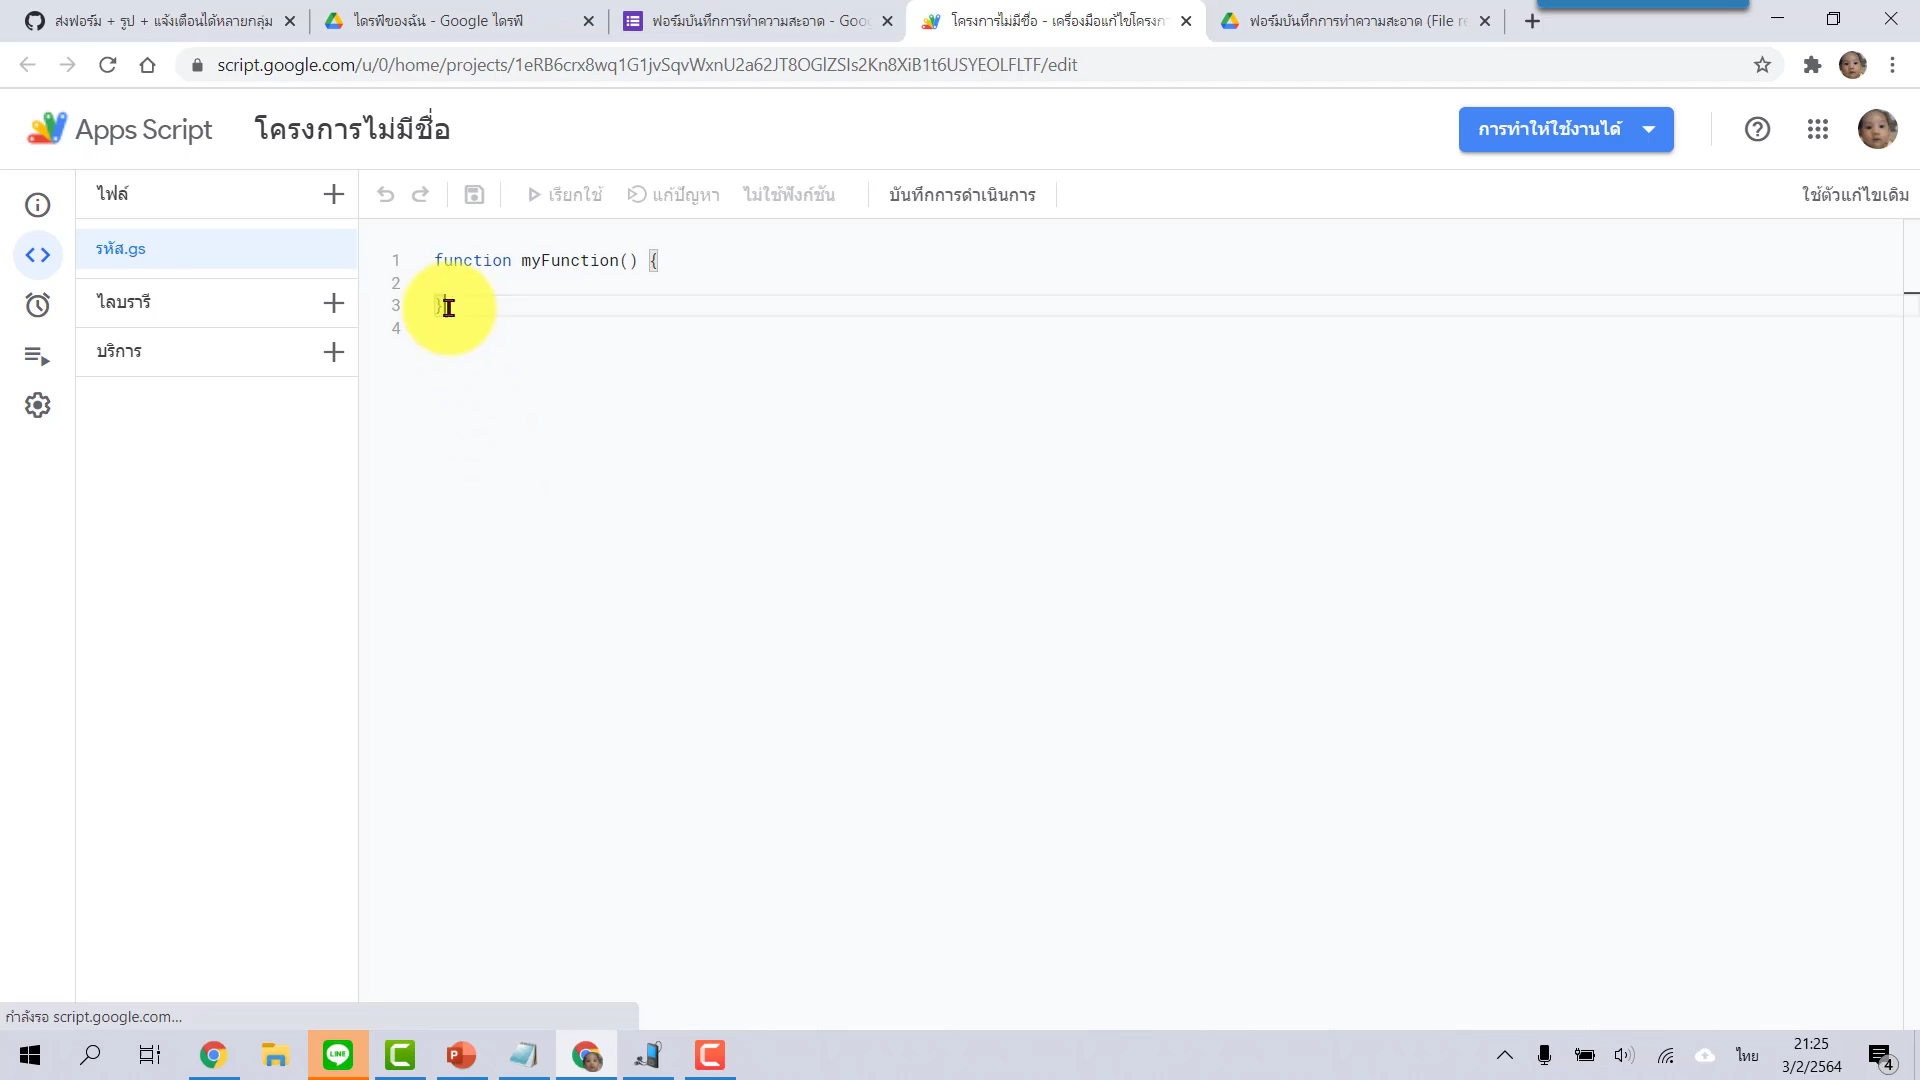 ส่งฟอร์ม + รูป + แจ้งเตือนได้หลายกลุ่ม
ไดรฟ์ของฉัน - Google ไดรฟ์
ฟอร์มบันทึกการทำความสะอาด - Goo
โครงการไม่มีชื่อ - เครื่องมือแก้ไขโครงก
ฟอร์มบันทึกการทำความสะอาด (File re
script.google.com/u/0/home/projects/1eRB6crx8wq1G1jvSqvWxnU2a62JT8OGlZSIs2Kn8XiB1t6USYEOLFLTF/edit
Apps Script
โครงการไม่มีชื่อ
การทำให้ใช้งานได้
ไฟล์
เรียกใช้
แก้ปัญหา
ไม่ใช้ฟังก์ชัน
บันทึกการดำเนินการ
ใช้ตัวแก้ไขเดิม
รหัส.gs
ไลบรารี
บริการ
1 function myFunction() {
2
3 }
4
กำลังรอ script.google.com...
LINE
ไทย
21:25
3/2/2564
4